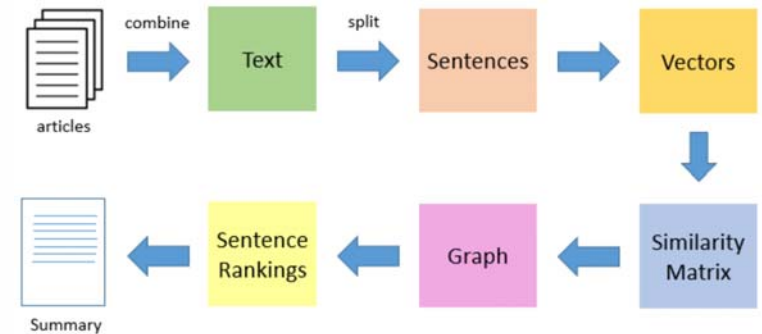 combine
split
Text
Sentences
Vectors
articles
Similarity
Matrix
Graph
Sentence
Rankings
Summary